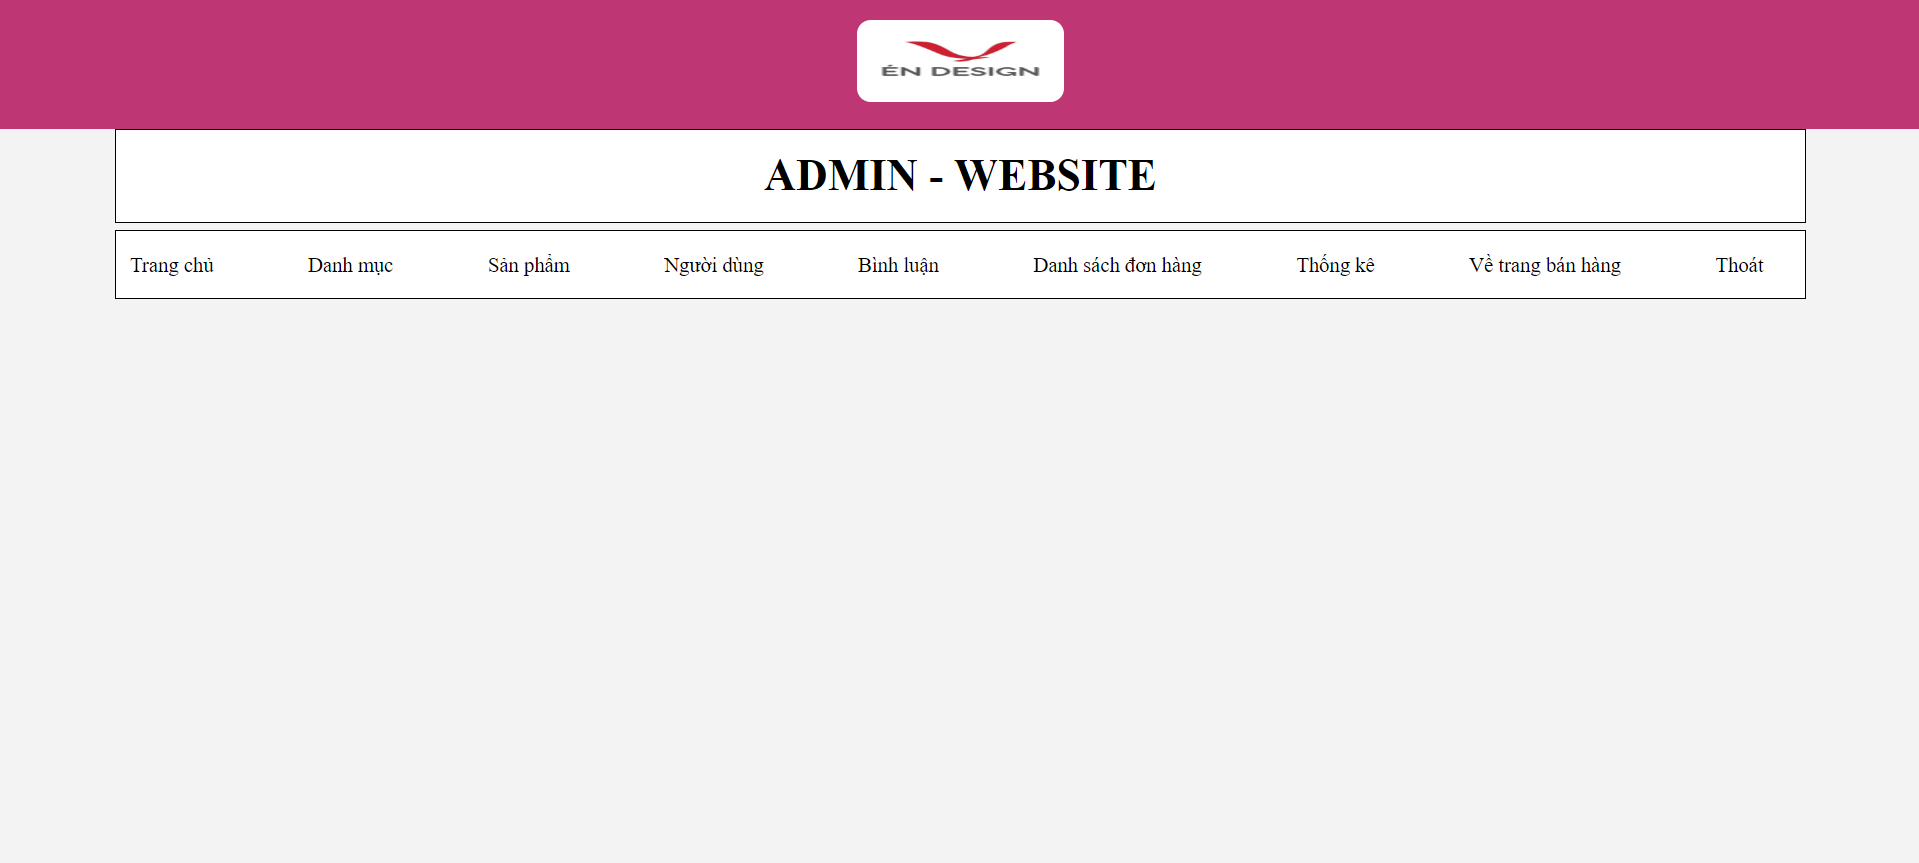 ÉN DESIGN
ADMIN - WEBSITE
Trang chủ Danh mục Sản phẩm Người dùng Bình luận Danh sách đơn hàng Thống kê Về trang bán hàng Thoát